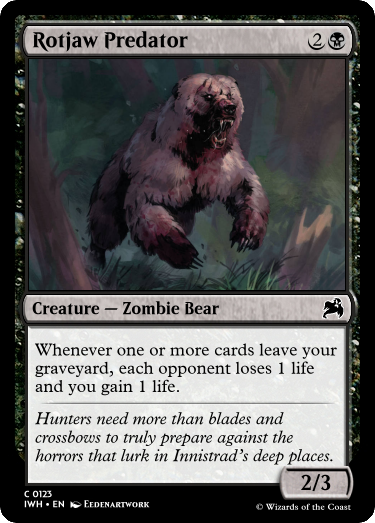 Rotjaw Predator 2
Creature — Zombie Bear
Whenever one or more cards leave your
graveyard, each opponent loses 1 life
and you gain 1 life.
Hunters need more than blades and
crossbows to truly prepare against the
horrors that lurk in Innistrad's deep places.
2/3
C 0123
IWH • EN Eedenartwork
© Wizards of the Coast